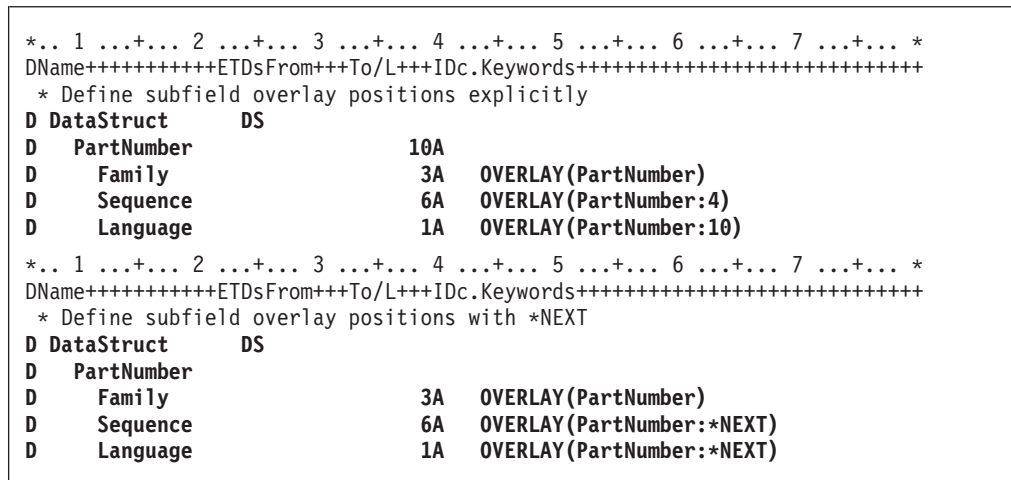 *.. 1 ...+... 2 ...+... 3 ...+... 4 ...+... 5 ...+... 6 ...+... 7 ...+... *
DName+++++++++++ETDsFrom+++To/L+++IDc.Keywords+++++++++++++++++++++++++++++
 * Define subfield overlay positions explicitly
D DataStruct      DS
D   PartNumber                  10A
D     Family                     3A   OVERLAY(PartNumber)
D     Sequence                   6A   OVERLAY(PartNumber:4)
D     Language                   1A   OVERLAY(PartNumber:10)
*.. 1 ...+... 2 ...+... 3 ...+... 4 ...+... 5 ...+... 6 ...+... 7 ...+... *
DName+++++++++++ETDsFrom+++To/L+++IDc.Keywords+++++++++++++++++++++++++++++
 * Define subfield overlay positions with *NEXT
D DataStruct      DS
D   PartNumber
D     Family                     3A   OVERLAY(PartNumber)
D     Sequence                   6A   OVERLAY(PartNumber:*NEXT)
D     Language                   1A   OVERLAY(PartNumber:*NEXT)